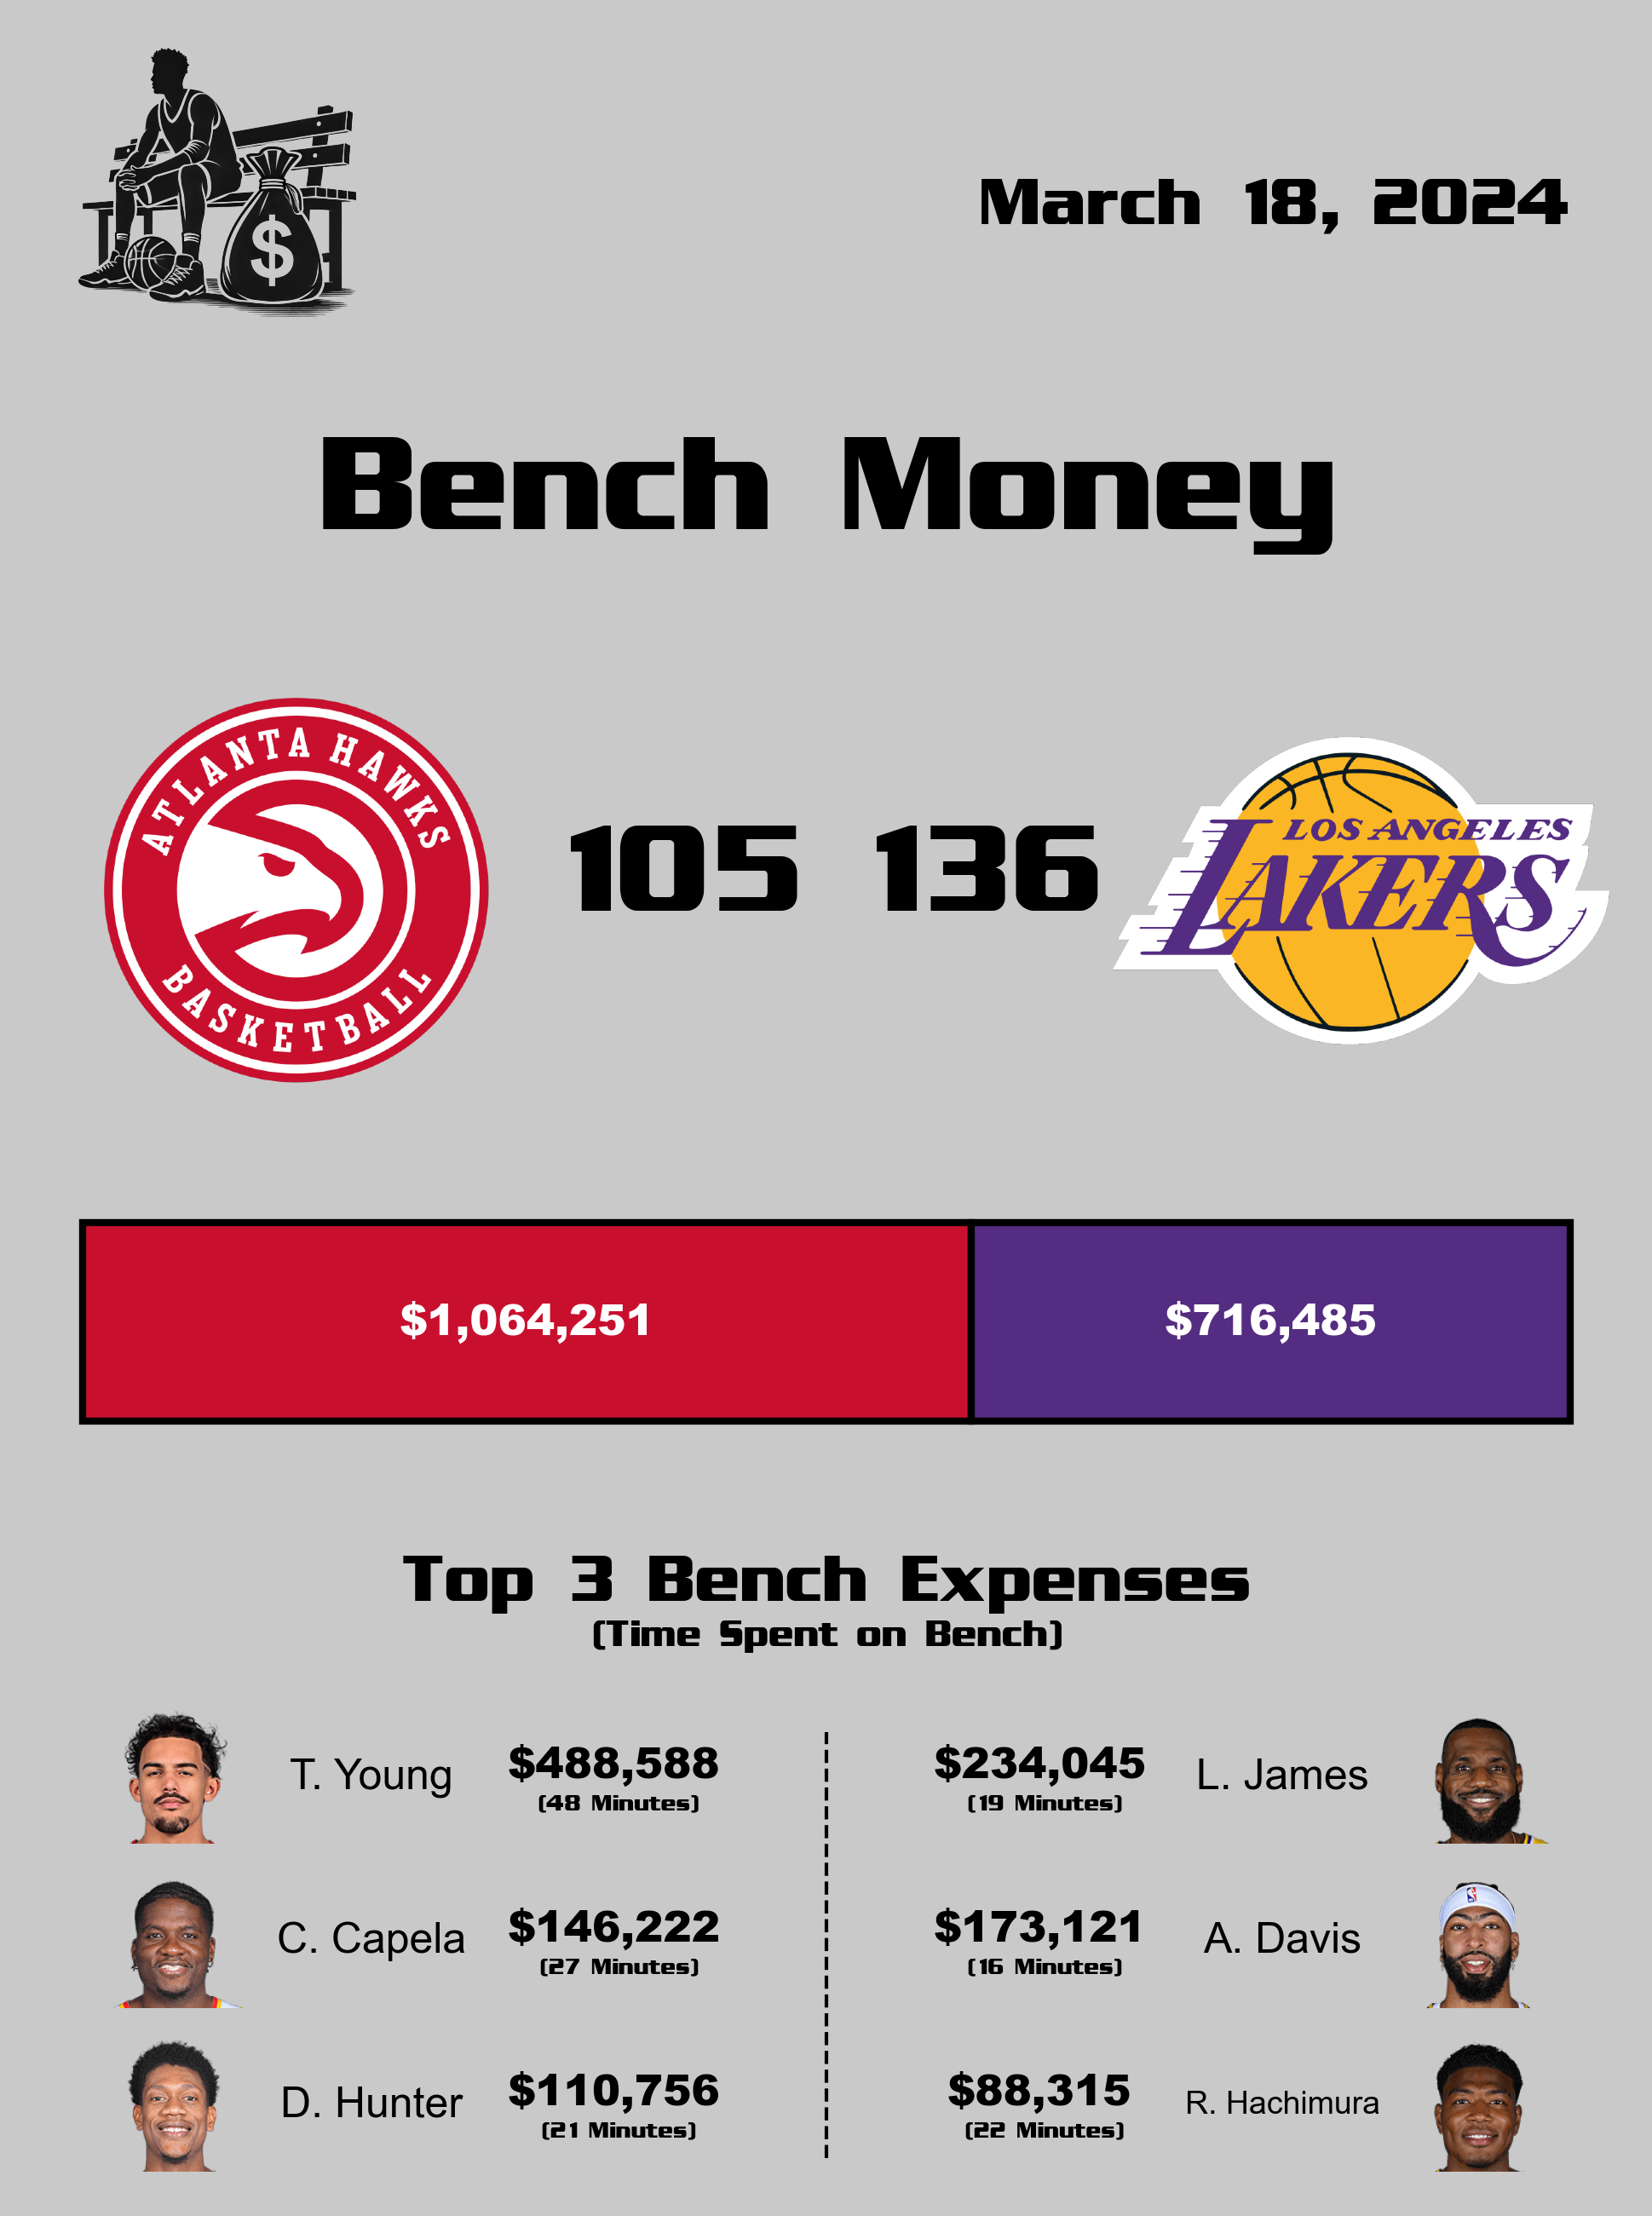 $
March 18, 2024
Bench Money
ATLANTA HAWKS
BASKETBALL
105 136
LOS ANGELES
LAKERS
$1,064,251 $716,485
Top 3 Bench Expenses
(Time Spent on Bench)
T. Young $488,588 $234,045 L. James
(48 Minutes) (19 Minutes)
C. Capela $146,222 $173,121 A. Davis
(27 Minutes) (16 Minutes)
D. Hunter $110,756 $88,315 R. Hachimura
(21 Minutes) (22 Minutes)